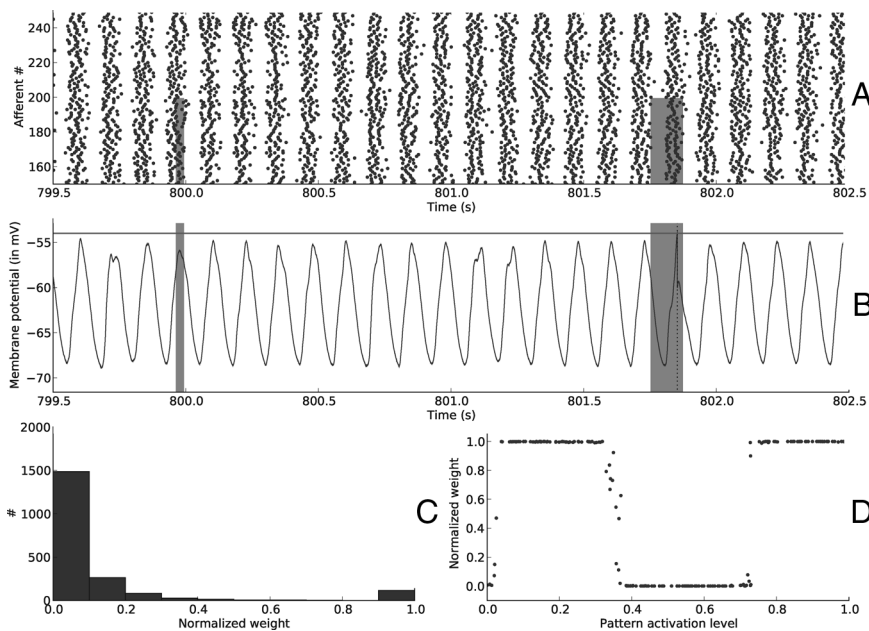 240
220
200
180
160
Afferent #
799.5 800.0 800.5 801.0 801.5 802.0 802.5
Time (s)
A
−55
−60
−65
−70
Membrane potential (in mV)
799.5 800.0 800.5 801.0 801.5 802.0 802.5
Time (s)
B
2000
1500
1000
500
0
#
0.0 0.2 0.4 0.6 0.8 1.0
Normalized weight
C
1.0
0.8
0.6
0.4
0.2
0.0
Normalized weight
0.0 0.2 0.4 0.6 0.8 1.0
Pattern activation level
D